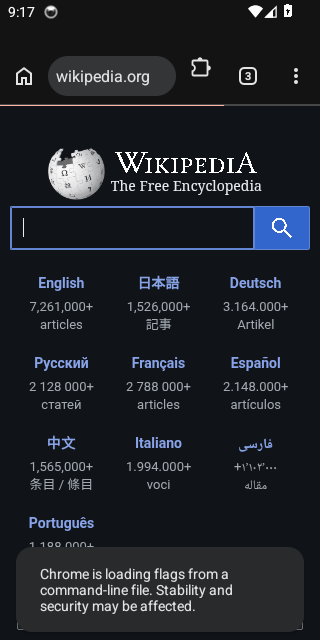 9:17
wikipedia.org
3
WIKIPEDIA
The Free Encyclopedia
English
7,261,000+
articles
日本語
1,526,000+
記事
Deutsch
3.164.000+
Artikel
Русский
2 128 000+
статей
Français
2 788 000+
articles
Español
2.148.000+
artículos
中文
1,565,000+
条目 / 條目
Italiano
1.994.000+
voci
فارسی
مقاله
Português
1.188.000+
Chrome is loading flags from a
command-line file. Stability and
security may be affected.